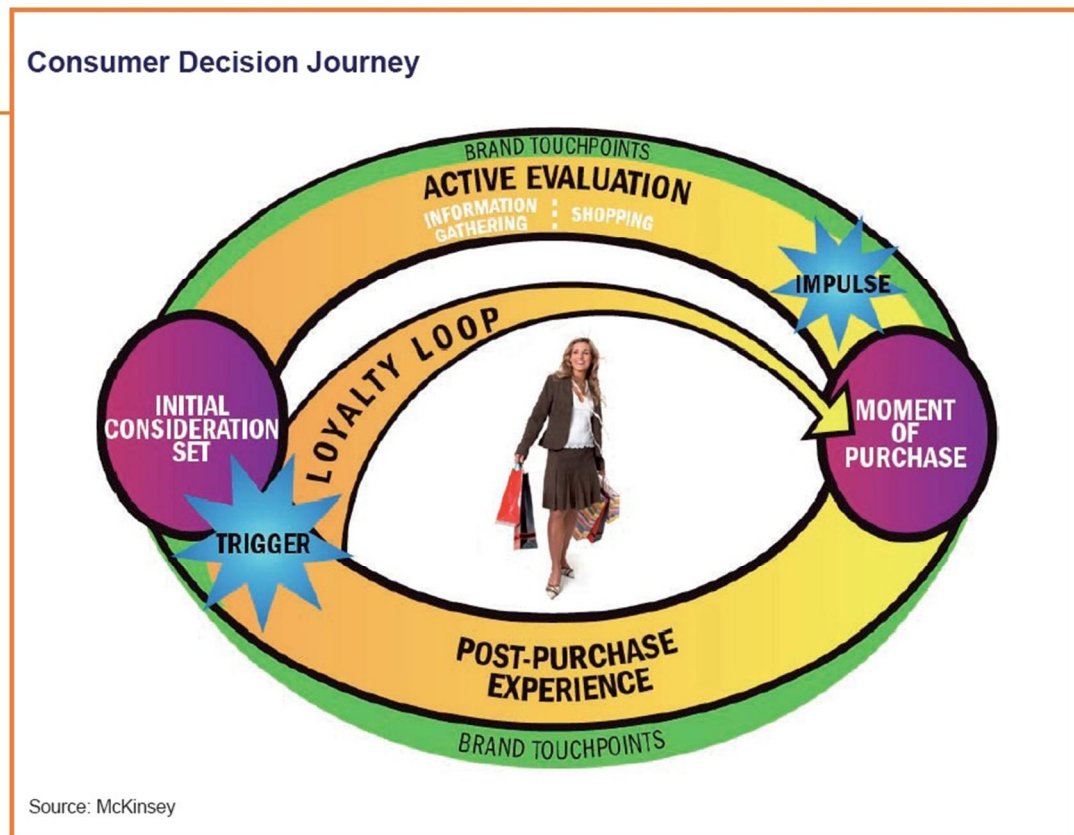 Consumer Decision Journey
BRAND TOUCHPOINTS
ACTIVE EVALUATION
INFORMATION
GATHERING
SHOPPING
IMPULSE
LOYALTY LOOP
INITIAL
CONSIDERATION
SET
MOMENT
OF
PURCHASE
TRIGGER
POST-PURCHASE
EXPERIENCE
BRAND TOUCHPOINTS
Source: McKinsey